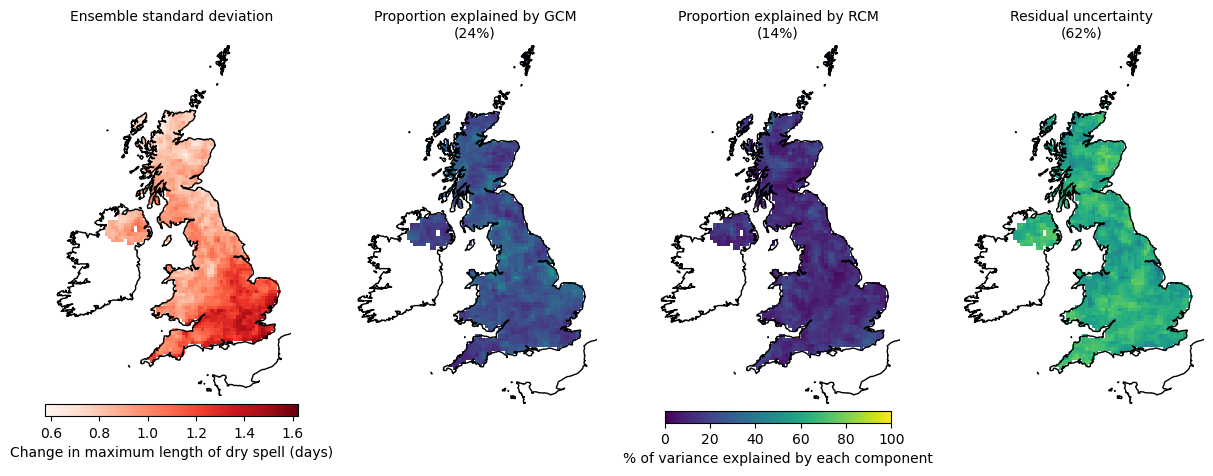 Ensemble standard deviation
Proportion explained by GCM
(24%)
Proportion explained by RCM
(14%)
Residual uncertainty
(62%)
0.6 0.8 1.0 1.2 1.4 1.6
Change in maximum length of dry spell (days)
0 20 40 60 80 100
% of variance explained by each component